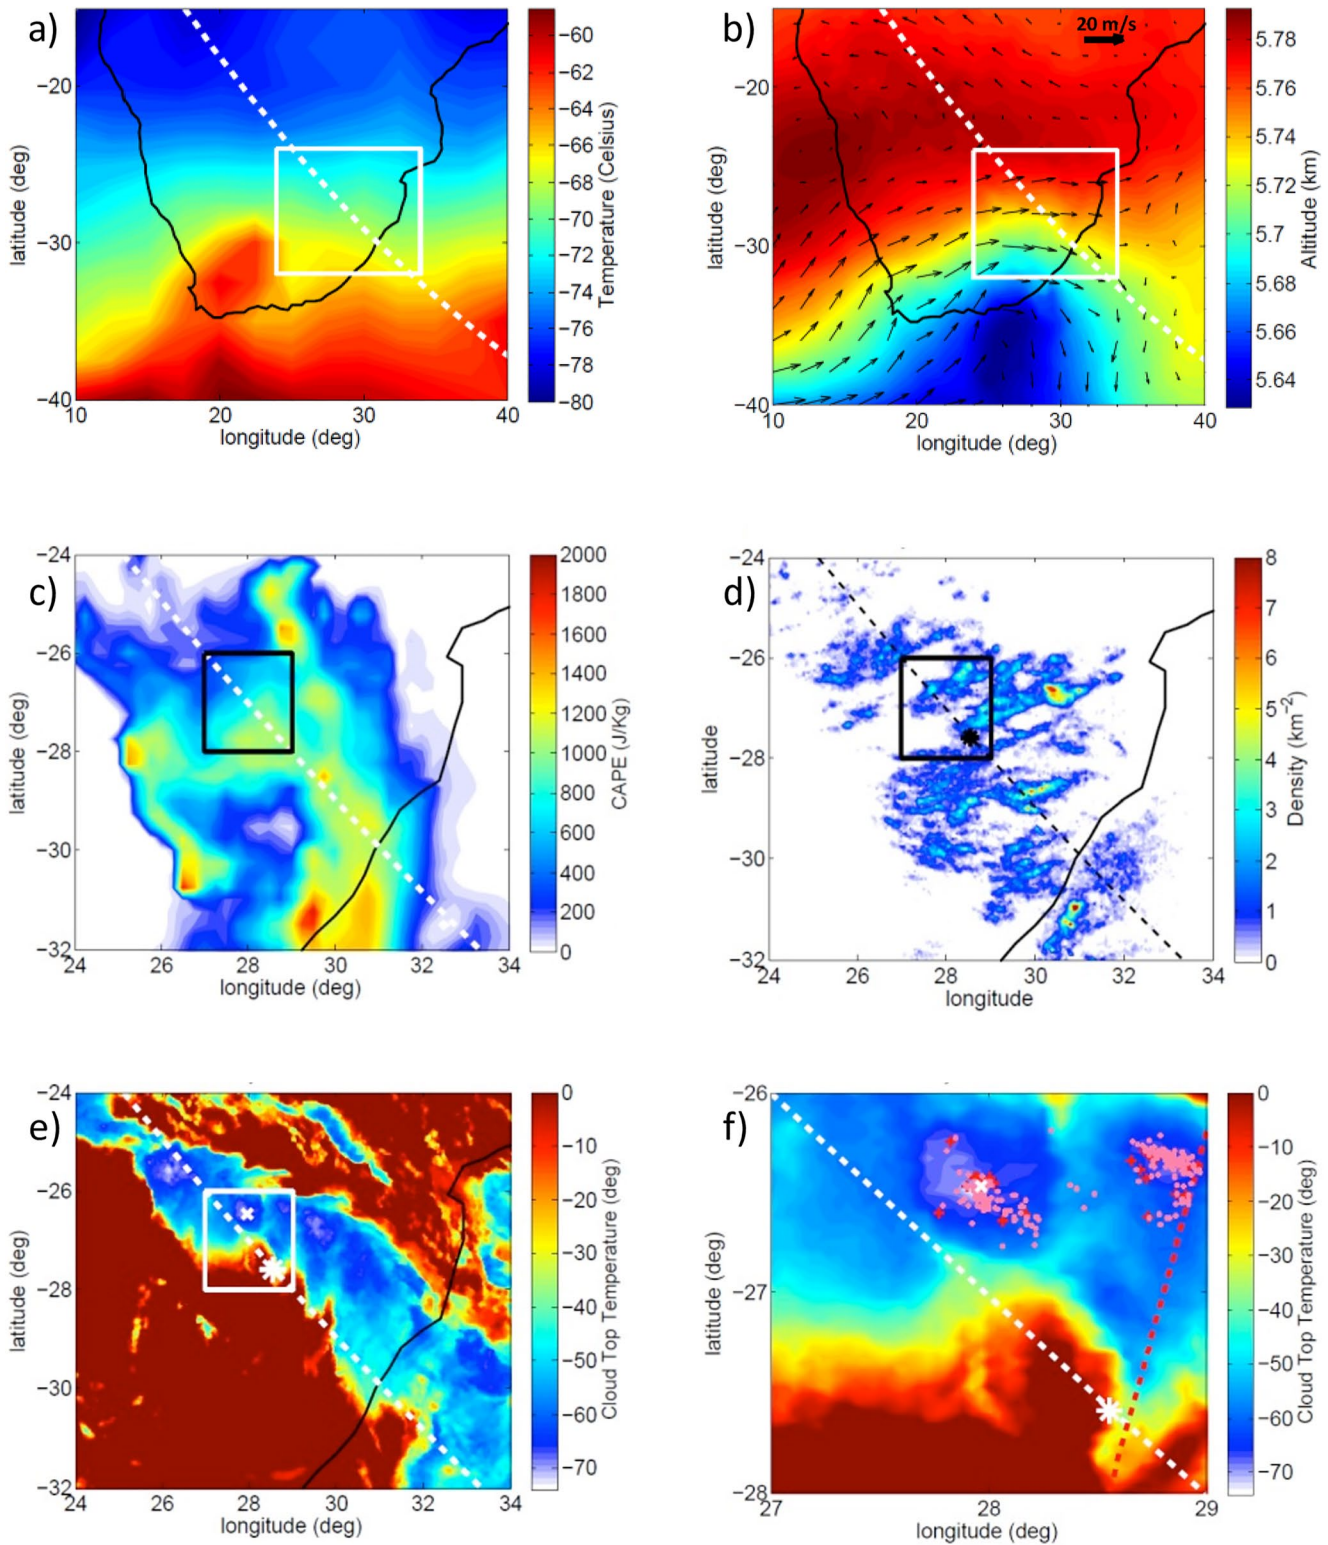 a)
−20
−30
−40
10 20 30 40
latitude (deg)
longitude (deg)
−60
−62
−64
−66
−68
−70
−72
−74
−76
−78
−80
Temperature (Celsius)
b)
20 m/s
−20
−30
−40
10 20 30 40
latitude (deg)
longitude (deg)
5.78
5.76
5.74
5.72
5.7
5.68
5.66
5.64
Altitude (km)
c)
−24
−26
−28
−30
−32
24 26 28 30 32 34
latitude (deg)
longitude (deg)
2000
1800
1600
1400
1200
1000
800
600
400
200
0
CAPE (J/Kg)
d)
−24
−26
−28
−30
−32
24 26 28 30 32 34
latitude
longitude
8
7
6
5
4
3
2
1
0
Density (km⁻²)
e)
−24
−26
−28
−30
−32
24 26 28 30 32 34
latitude (deg)
longitude (deg)
0
−10
−20
−30
−40
−50
−60
−70
Cloud Top Temperature (deg)
f)
−26
−27
−28
27 28 29
latitude (deg)
longitude (deg)
0
−10
−20
−30
−40
−50
−60
−70
Cloud Top Temperature (deg)